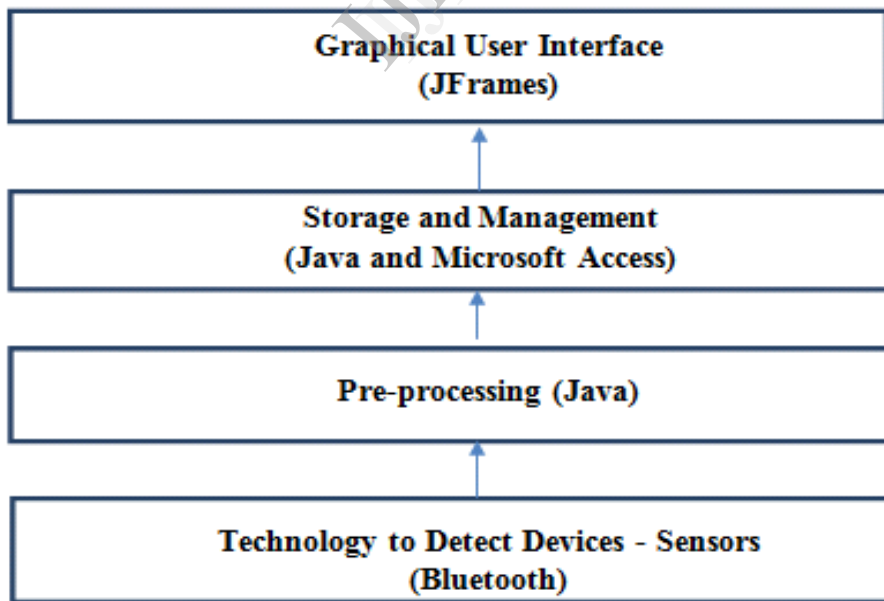 Graphical User Interface
(JFrames)
Storage and Management
(Java and Microsoft Access)
Pre-processing (Java)
Technology to Detect Devices - Sensors
(Bluetooth)